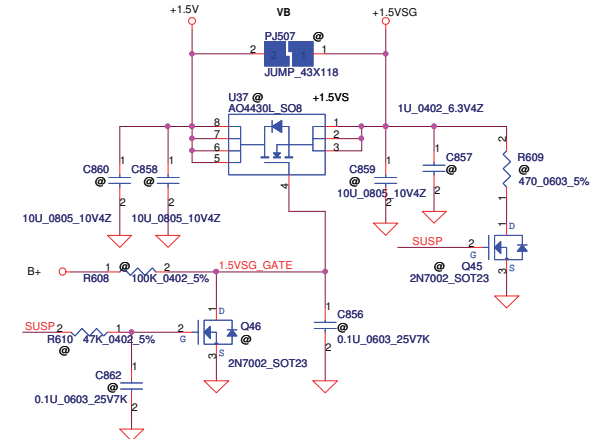 +1.5V
VB
+1.5VSG
PJ507 @
2 2 1 1
JUMP_43X118
U37 @ +1.5VS
AO4430L_SO8
1U_0402_6.3V4Z
8 1
7 2
6 3
5
4
C860 1 C858 1
@ @
2 2
10U_0805_10V4Z 10U_0805_10V4Z
C859 1 C857 1
@ @
2 2
10U_0805_10V4Z
2 R609
@
1 470_0603_5%
SUSP 2 G D S 3
@ Q45
2N7002_SOT23
B+ 1 @ 2 1.5VSG_GATE
R608 100K_0402_5%
SUSP 2 1 2 G 1 D S 3
R610 47K_0402_5%
@
Q46
@
2N7002_SOT23
1 C856
@
2 0.1U_0603_25V7K
C862 1
@
0.1U_0603_25V7K 2